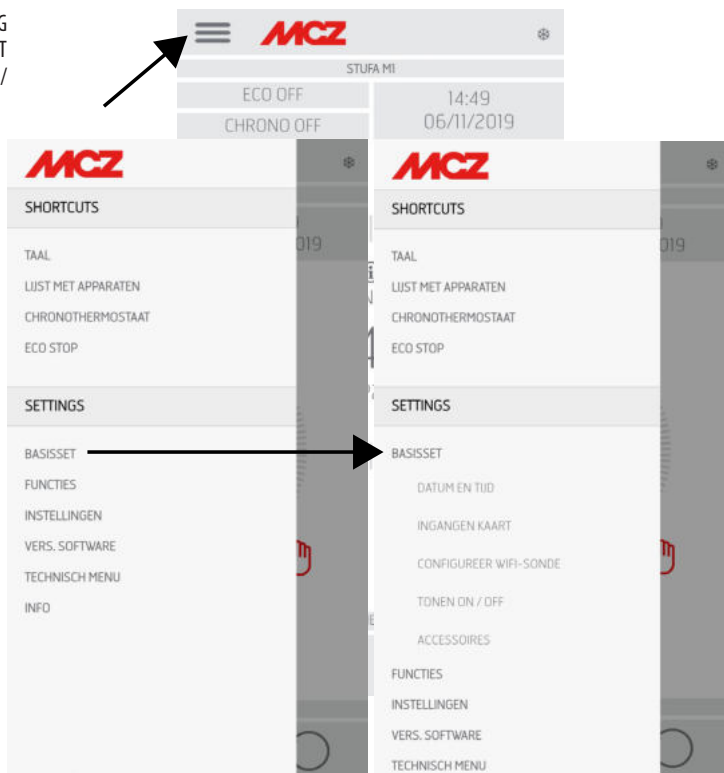 G
T
/
MCZ
STUFA M1
ECO OFF
CHRONO OFF
14:49
06/11/2019
MCZ
SHORTCUTS
TAAL
LIJST MET APPARATEN
CHRONOTHERMOSTAAT
ECO STOP
SETTINGS
BASISSET
FUNCTIES
INSTELLINGEN
VERS. SOFTWARE
TECHNISCH MENU
INFO
019
MCZ
SHORTCUTS
TAAL
LIJST MET APPARATEN
CHRONOTHERMOSTAAT
ECO STOP
SETTINGS
BASISSET
DATUM EN TIJD
INGANGEN KAART
CONFIGUREER WIFI-SONDE
TONEN ON / OFF
ACCESSOIRES
FUNCTIES
INSTELLINGEN
VERS. SOFTWARE
TECHNISCH MENU
019